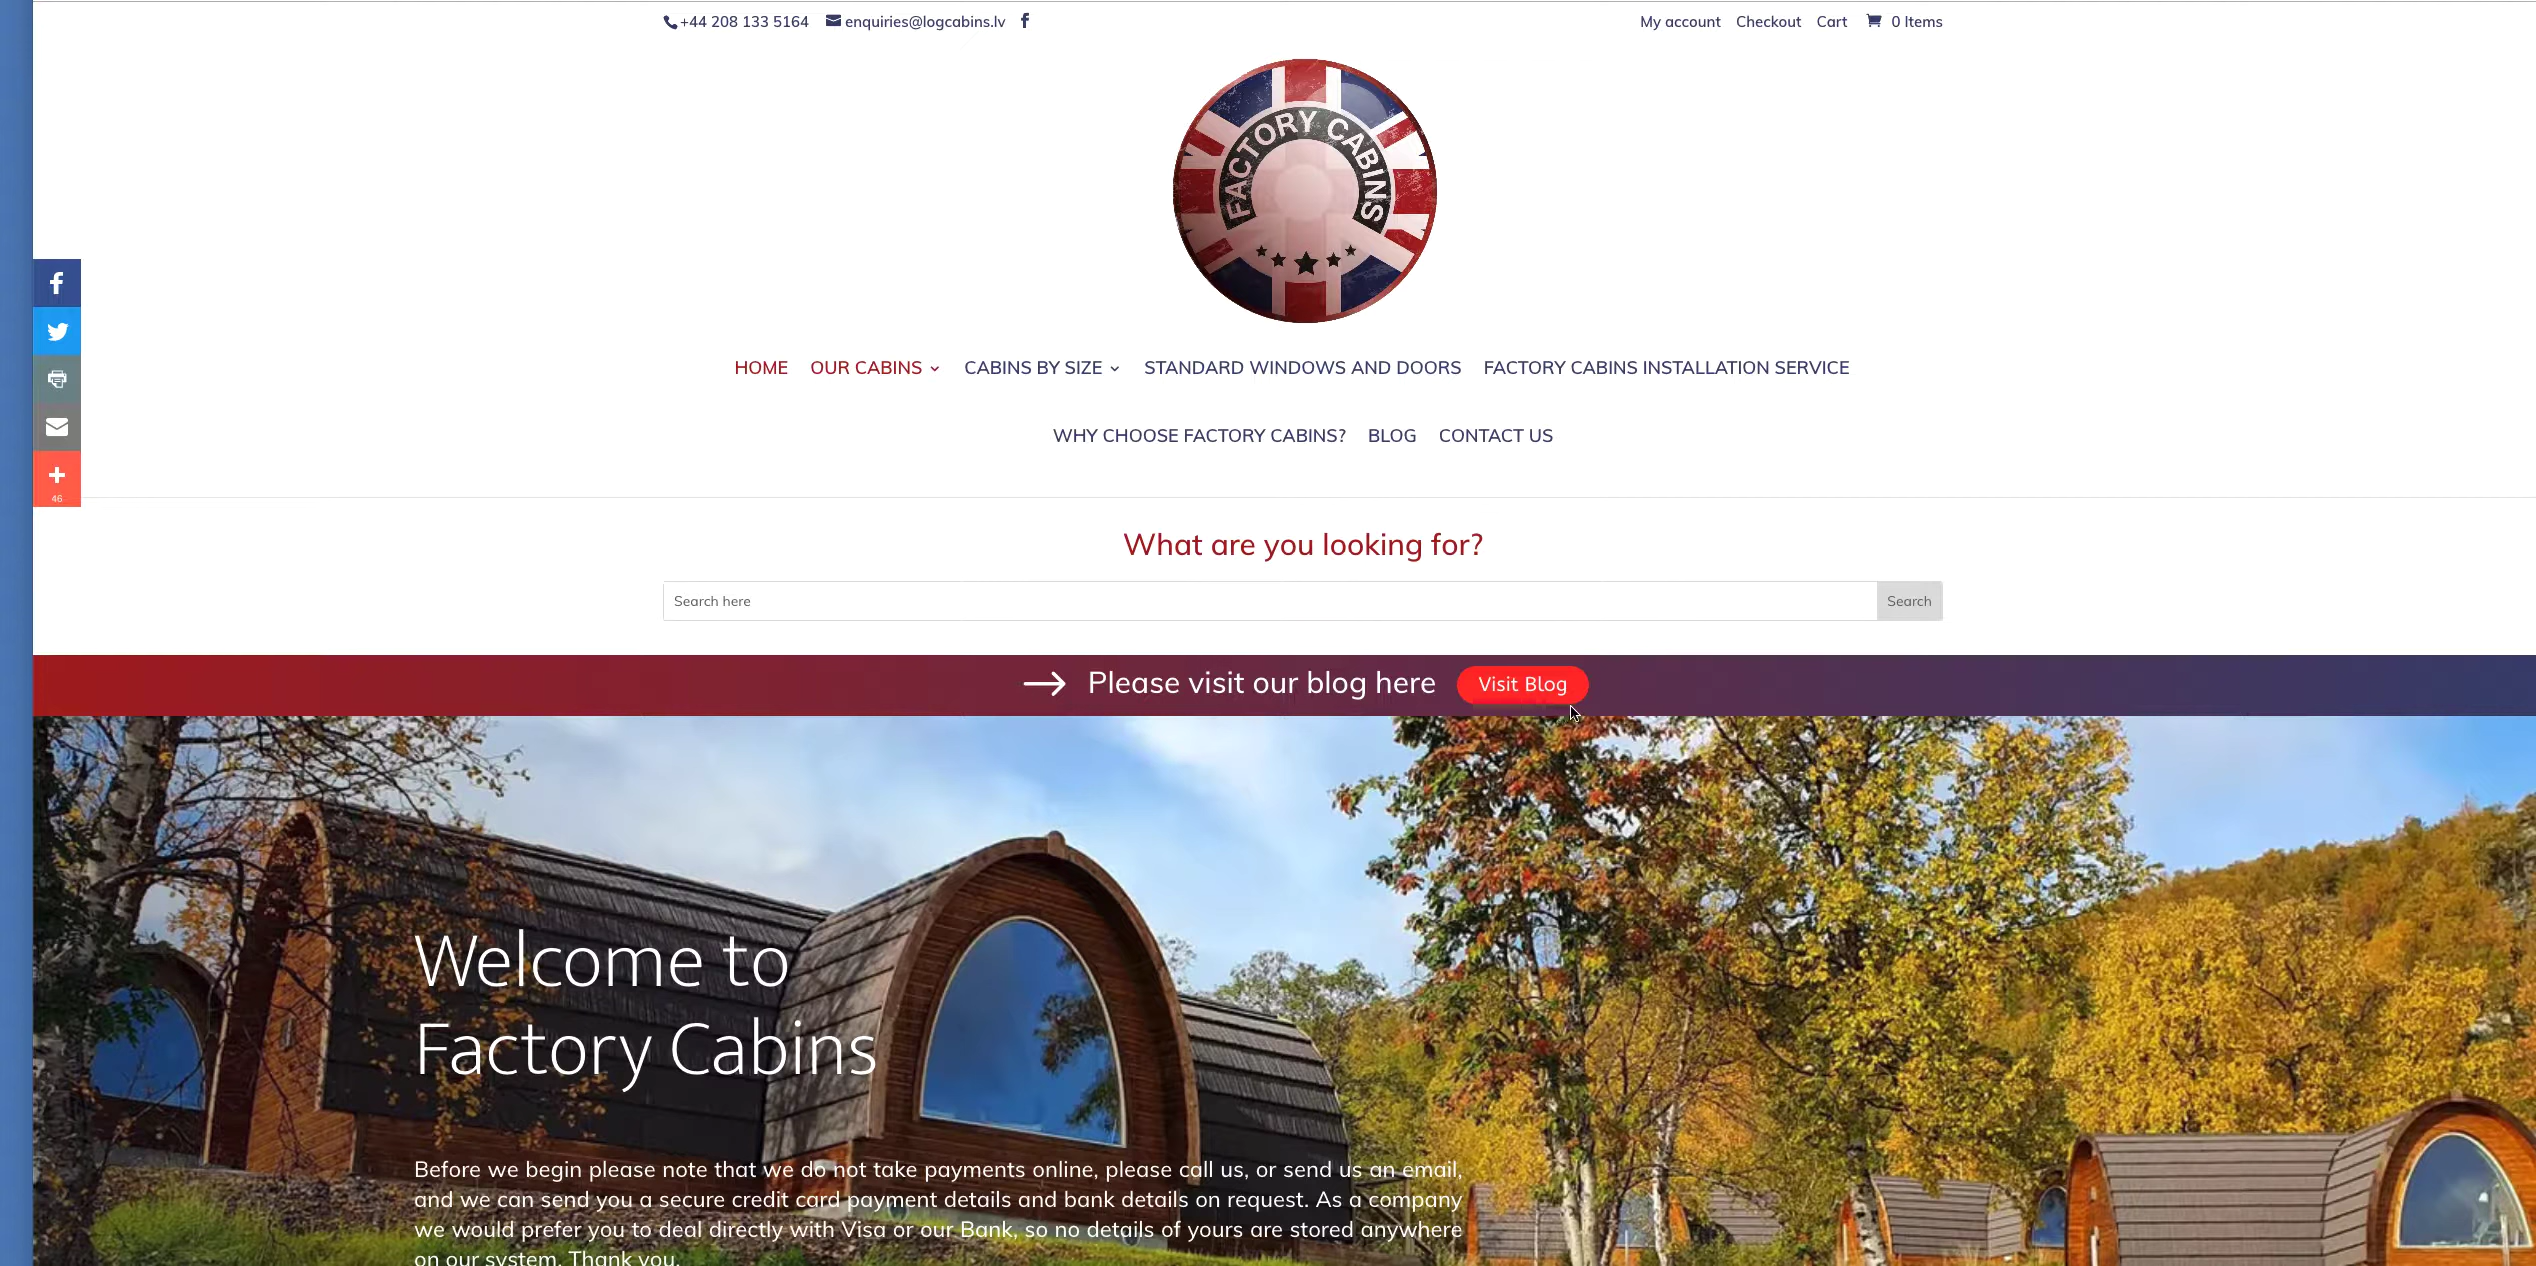 +44 208 133 5164 enquiries@logcabins.lv My account Checkout Cart 0 Items
FACTORY CABINS
HOME OUR CABINS CABINS BY SIZE STANDARD WINDOWS AND DOORS FACTORY CABINS INSTALLATION SERVICE
WHY CHOOSE FACTORY CABINS? BLOG CONTACT US
46
What are you looking for?
Search here Search
Please visit our blog here Visit Blog
Welcome to
Factory Cabins
Before we begin please note that we do not take payments online, please call us, or send us an email,
and we can send you a secure credit card payment details and bank details on request. As a company
we would prefer you to deal directly with Visa or our Bank, so no details of yours are stored anywhere
on our system. Thank you.